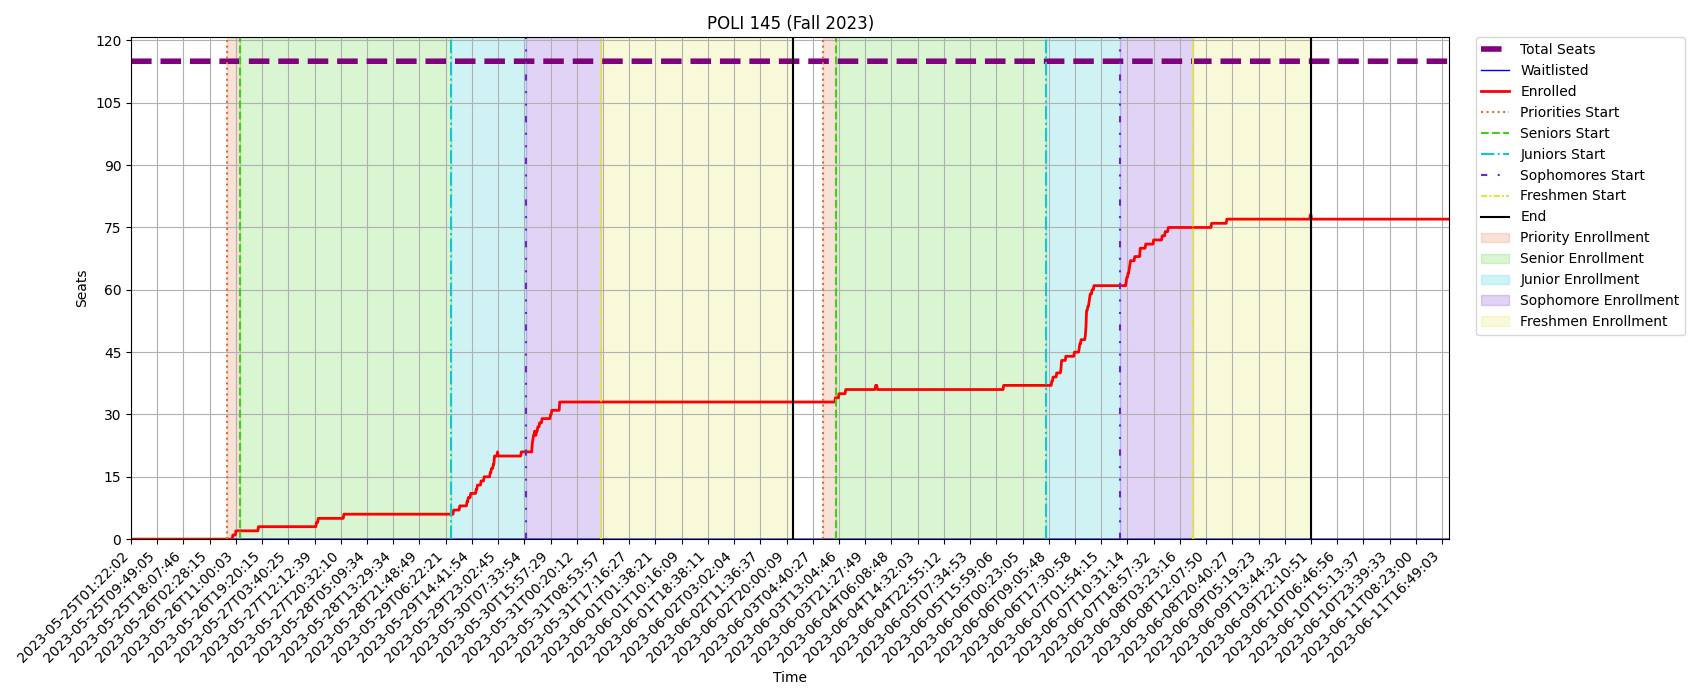 POLI 145 (Fall 2023)
120
105
90
75
60
45
30
15
0
Seats
2023-05-25T01:22:02
2023-05-25T09:49:05
2023-05-25T18:07:46
2023-05-26T02:28:15
2023-05-26T11:00:03
2023-05-26T19:20:15
2023-05-27T03:40:25
2023-05-27T12:12:39
2023-05-27T20:32:10
2023-05-28T05:09:34
2023-05-28T13:29:34
2023-05-28T21:48:49
2023-05-29T06:22:21
2023-05-29T14:41:54
2023-05-29T23:02:45
2023-05-30T07:33:54
2023-05-30T15:57:29
2023-05-31T00:20:12
2023-05-31T08:53:57
2023-05-31T17:16:27
2023-06-01T01:38:21
2023-06-01T10:16:09
2023-06-01T18:38:11
2023-06-02T03:02:04
2023-06-02T11:36:37
2023-06-02T20:00:09
2023-06-03T04:40:27
2023-06-03T13:04:46
2023-06-03T21:27:49
2023-06-04T06:08:48
2023-06-04T14:32:03
2023-06-04T22:55:12
2023-06-05T07:34:53
2023-06-05T15:59:06
2023-06-06T00:23:05
2023-06-06T09:05:48
2023-06-06T17:30:58
2023-06-07T01:54:15
2023-06-07T10:31:14
2023-06-07T18:57:32
2023-06-08T03:23:16
2023-06-08T12:07:50
2023-06-08T20:40:27
2023-06-09T05:19:23
2023-06-09T13:44:32
2023-06-09T22:10:51
2023-06-10T06:46:56
2023-06-10T15:13:37
2023-06-10T23:39:33
2023-06-11T08:23:00
2023-06-11T16:49:03
Time
Total Seats
Waitlisted
Enrolled
Priorities Start
Seniors Start
Juniors Start
Sophomores Start
Freshmen Start
End
Priority Enrollment
Senior Enrollment
Junior Enrollment
Sophomore Enrollment
Freshmen Enrollment